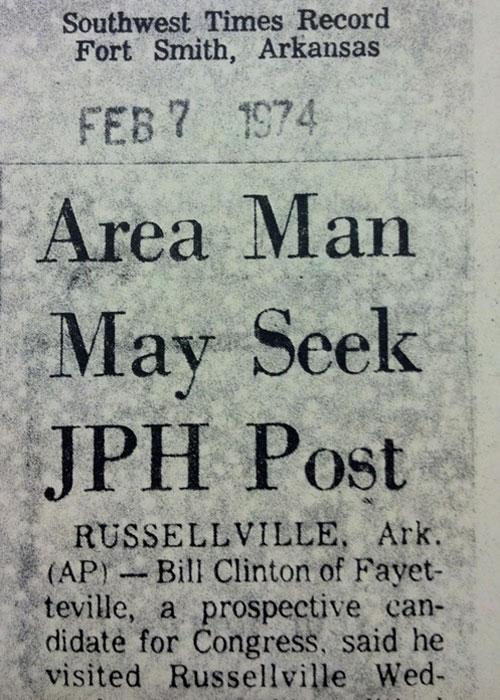 Southwest Times Record
Fort Smith, Arkansas
FEB 7 1974
Area Man
May Seek
JPH Post
RUSSELLVILLE, Ark.
(AP) — Bill Clinton of Fayet-
teville, a prospective can-
didate for Congress, said he
visited Russellville Wed-